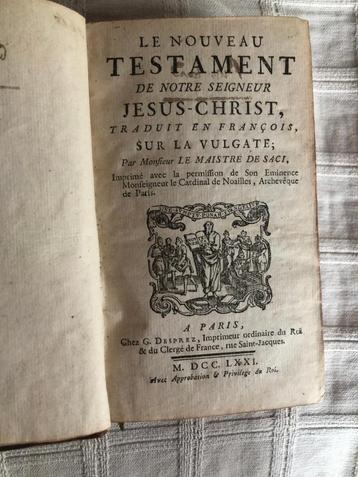 LE NOUVEAU
TESTAMENT
DE NOTRE SEIGNEUR
JESUS-CHRIST,
TRADUIT EN FRANÇOIS,
SUR LA VULGATE;
Par Monsieur LE MAISTRE DE SACI.
Imprimé avec la permission de Son Eminence
Monseigneur le Cardinal de Noailles, Archevêque
de Paris.
A PARIS,
Chez G. DESPREZ, Imprimeur ordinaire du Roi
& du Clergé de France, rue Saint-Jacques.
M. DCC. LXXI.
Avec Approbation & Privilege du Roi.